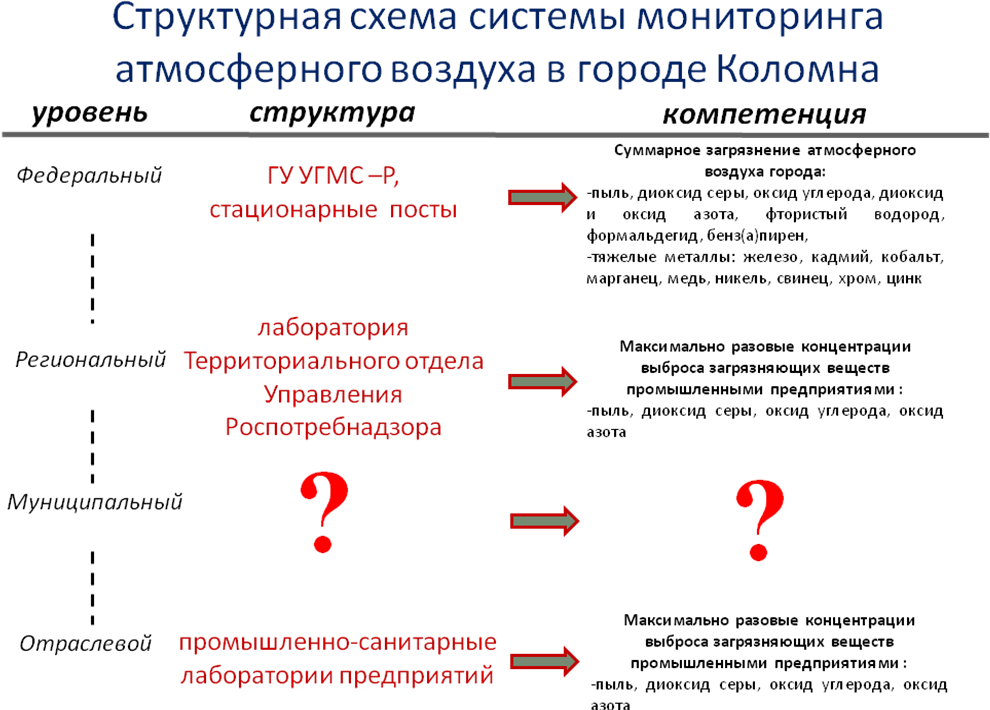 Структурная схема системы мониторинга
атмосферного воздуха в городе Коломна
уровень структура компетенция
Федеральный
ГУ УГМС –Р,
стационарные посты
Суммарное загрязнение атмосферного
воздуха города:
-пыль, диоксид серы, оксид углерода, диоксид
и оксид азота, фтористый водород,
формальдегид, бенз(а)пирен,
-тяжелые металлы: железо, кадмий, кобальт,
марганец, медь, никель, свинец, хром, цинк
Региональный
лаборатория
Территориального отдела
Управления
Роспотребнадзора
Максимально разовые концентрации
выброса загрязняющих веществ
промышленными предприятиями :
-пыль, диоксид серы, оксид углерода, оксид
азота
Муниципальный
?
?
Отраслевой
промышленно-санитарные
лаборатории предприятий
Максимально разовые концентрации
выброса загрязняющих веществ
промышленными предприятиями :
-пыль, диоксид серы, оксид углерода, оксид
азота